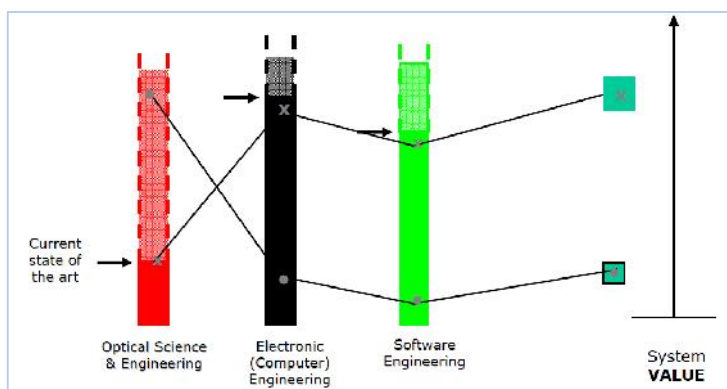 Current
state of
the art
Optical Science
& Engineering
Electronic
(Computer)
Engineering
Software
Engineering
System
VALUE